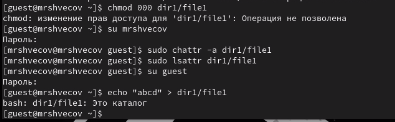 [guest@mrshvecov ~]$ chmod 000 dir1/file1
chmod: изменение прав доступа для 'dir1/file1': Операция не позволена
[guest@mrshvecov ~]$ su mrshvecov
Пароль:
[mrshvecov@mrshvecov guest]$ sudo chattr -a dir1/file1
[mrshvecov@mrshvecov guest]$ sudo lsattr dir1/file1
[mrshvecov@mrshvecov guest]$ su guest
Пароль:
[guest@mrshvecov ~]$ echo "abcd" > dir1/file1
bash: dir1/file1: Это каталог
[guest@mrshvecov ~]$